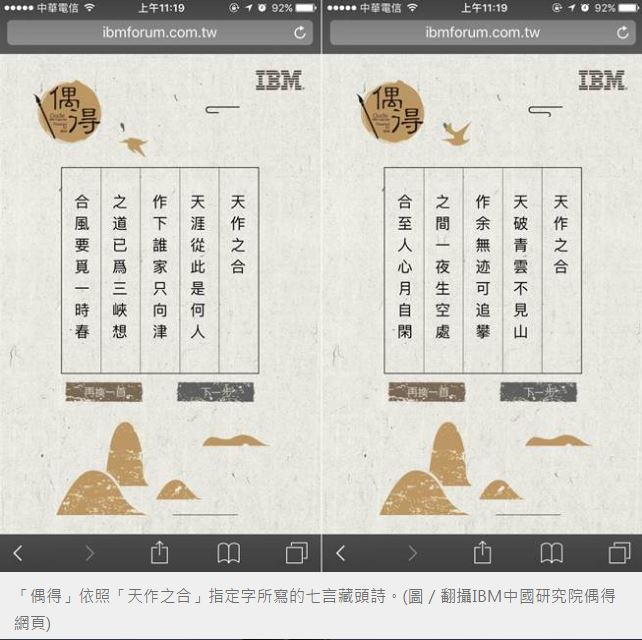 中華電信 上午11:19 92%
ibmforum.com.tw
IBM
偶得
天作之合
天涯從此是何人
作下誰家只向津
之道已爲三峽想
合風要覓一時春
再換一首 下一步
中華電信 上午11:19 92%
ibmforum.com.tw
IBM
偶得
天作之合
天破青雲不見山
作余無迹可追攀
之間一夜生空處
合至人心月自閑
再換一首 下一步
「偶得」依照「天作之合」指定字所寫的七言藏頭詩。(圖／翻攝IBM中國研究院偶得
網頁)